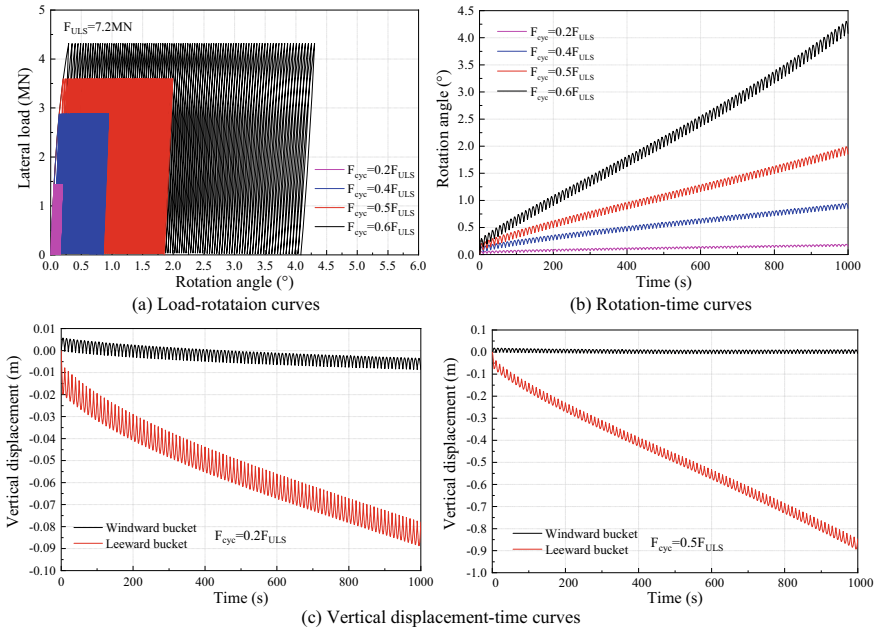 F_ULS=7.2MN
5
4
3
2
1
0
Lateral load (MN)
F_cyc=0.2F_ULS
F_cyc=0.4F_ULS
F_cyc=0.5F_ULS
F_cyc=0.6F_ULS
0.0 0.5 1.0 1.5 2.0 2.5 3.0 3.5 4.0 4.5 5.0 5.5 6.0
Rotation angle (°)
(a) Load-rotataion curves
4.5
4.0
3.5
3.0
2.5
2.0
1.5
1.0
0.5
0.0
Rotation angle (°)
F_cyc=0.2F_ULS
F_cyc=0.4F_ULS
F_cyc=0.5F_ULS
F_cyc=0.6F_ULS
0 200 400 600 800 1000
Time (s)
(b) Rotation-time curves
0.01
0.00
-0.01
-0.02
-0.03
-0.04
-0.05
-0.06
-0.07
-0.08
-0.09
-0.10
Vertical displacement (m)
Windward bucket
Leeward bucket
F_cyc=0.2F_ULS
0 200 400 600 800 1000
Time (s)
0.1
0.0
-0.1
-0.2
-0.3
-0.4
-0.5
-0.6
-0.7
-0.8
-0.9
-1.0
Vertical displacement (m)
Windward bucket
Leeward bucket
F_cyc=0.5F_ULS
0 200 400 600 800 1000
Time (s)
(c) Vertical displacement-time curves